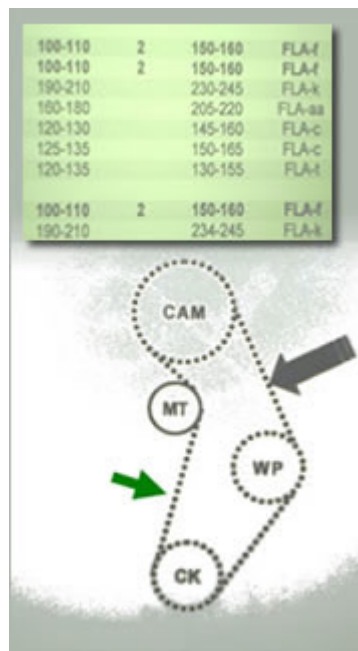 100-110 2 150-160 FLA-f
100-110 2 150-160 FLA-f
190-210 230-245 FLA-k
160-180 205-220 FLA-aa
120-130 145-160 FLA-c
125-135 150-165 FLA-c
120-135 130-155 FLA-t
100-110 2 150-160 FLA-f
190-210 234-245 FLA-k
CAM
MT
WP
CK